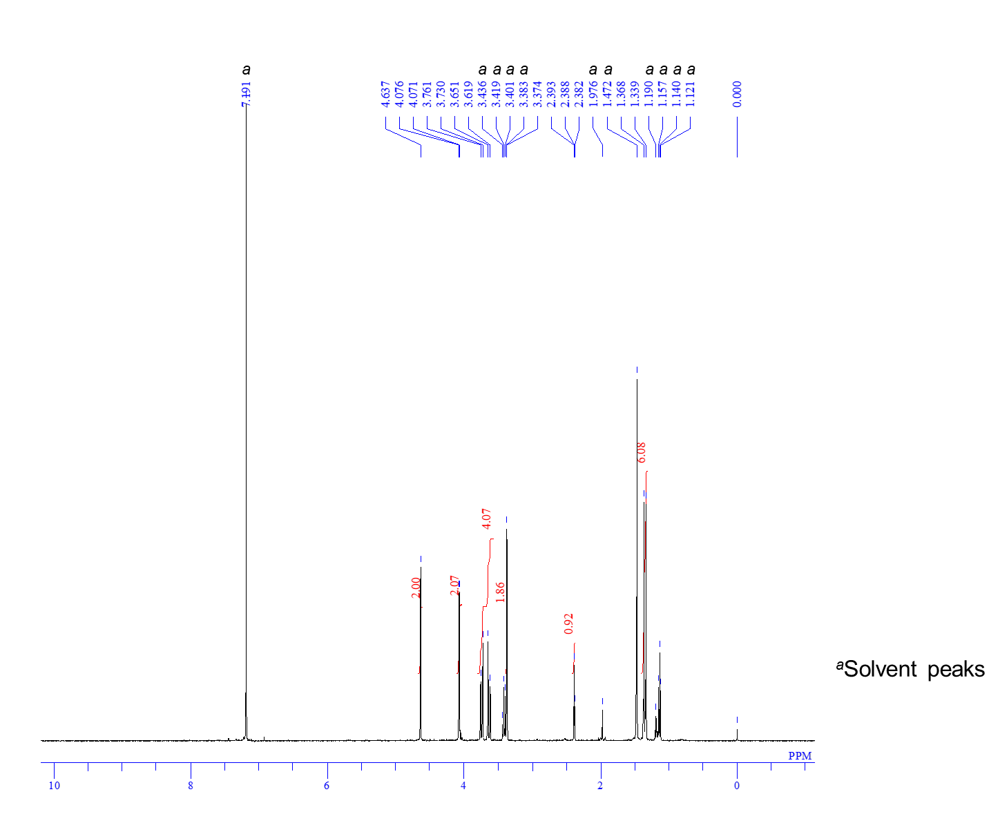 a a a a a a a a a a a
7.191 4.637 4.076 4.071 3.761 3.730 3.651 3.619 3.436 3.419 3.401 3.383 3.374 2.393 2.388 2.382 1.976 1.472 1.368 1.339 1.190 1.157 1.140 1.121 0.000
6.08
4.07
2.00
2.07
1.86
0.92
aSolvent peaks
PPM
10 8 6 4 2 0